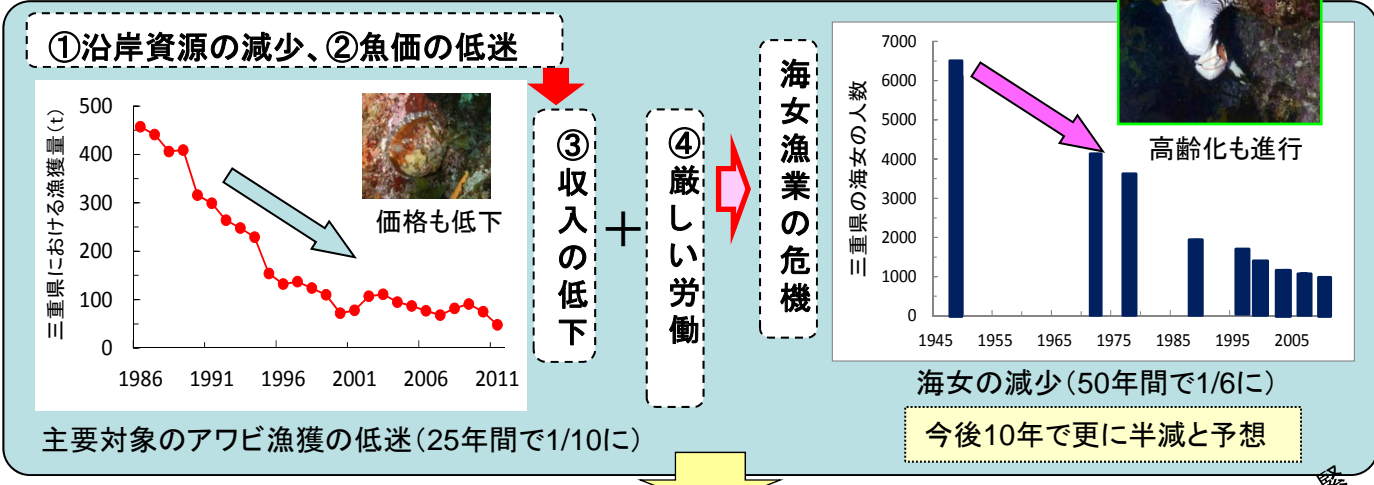 ①沿岸資源の減少、②魚価の低迷
三重県における漁獲量(t)
500
400
300
200
100
0
1986
1991
1996
2001
2006
2011
価格も低下
主要対象のアワビ漁獲の低迷(25年間で1/10に)
③収入の低下
＋
④厳しい労働
海女漁業の危機
三重県の海女の人数
7000
6000
5000
4000
3000
2000
1000
0
1945
1955
1965
1975
1985
1995
2005
高齢化も進行
海女の減少(50年間で1/6に)
今後10年で更に半減と予想